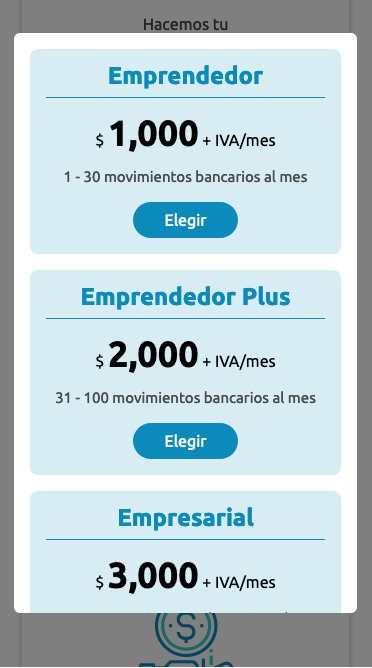 Hacemos tu
Emprendedor
$ 1,000 + IVA/mes
1 - 30 movimientos bancarios al mes
Elegir
Emprendedor Plus
$ 2,000 + IVA/mes
31 - 100 movimientos bancarios al mes
Elegir
Empresarial
$ 3,000 + IVA/mes
$